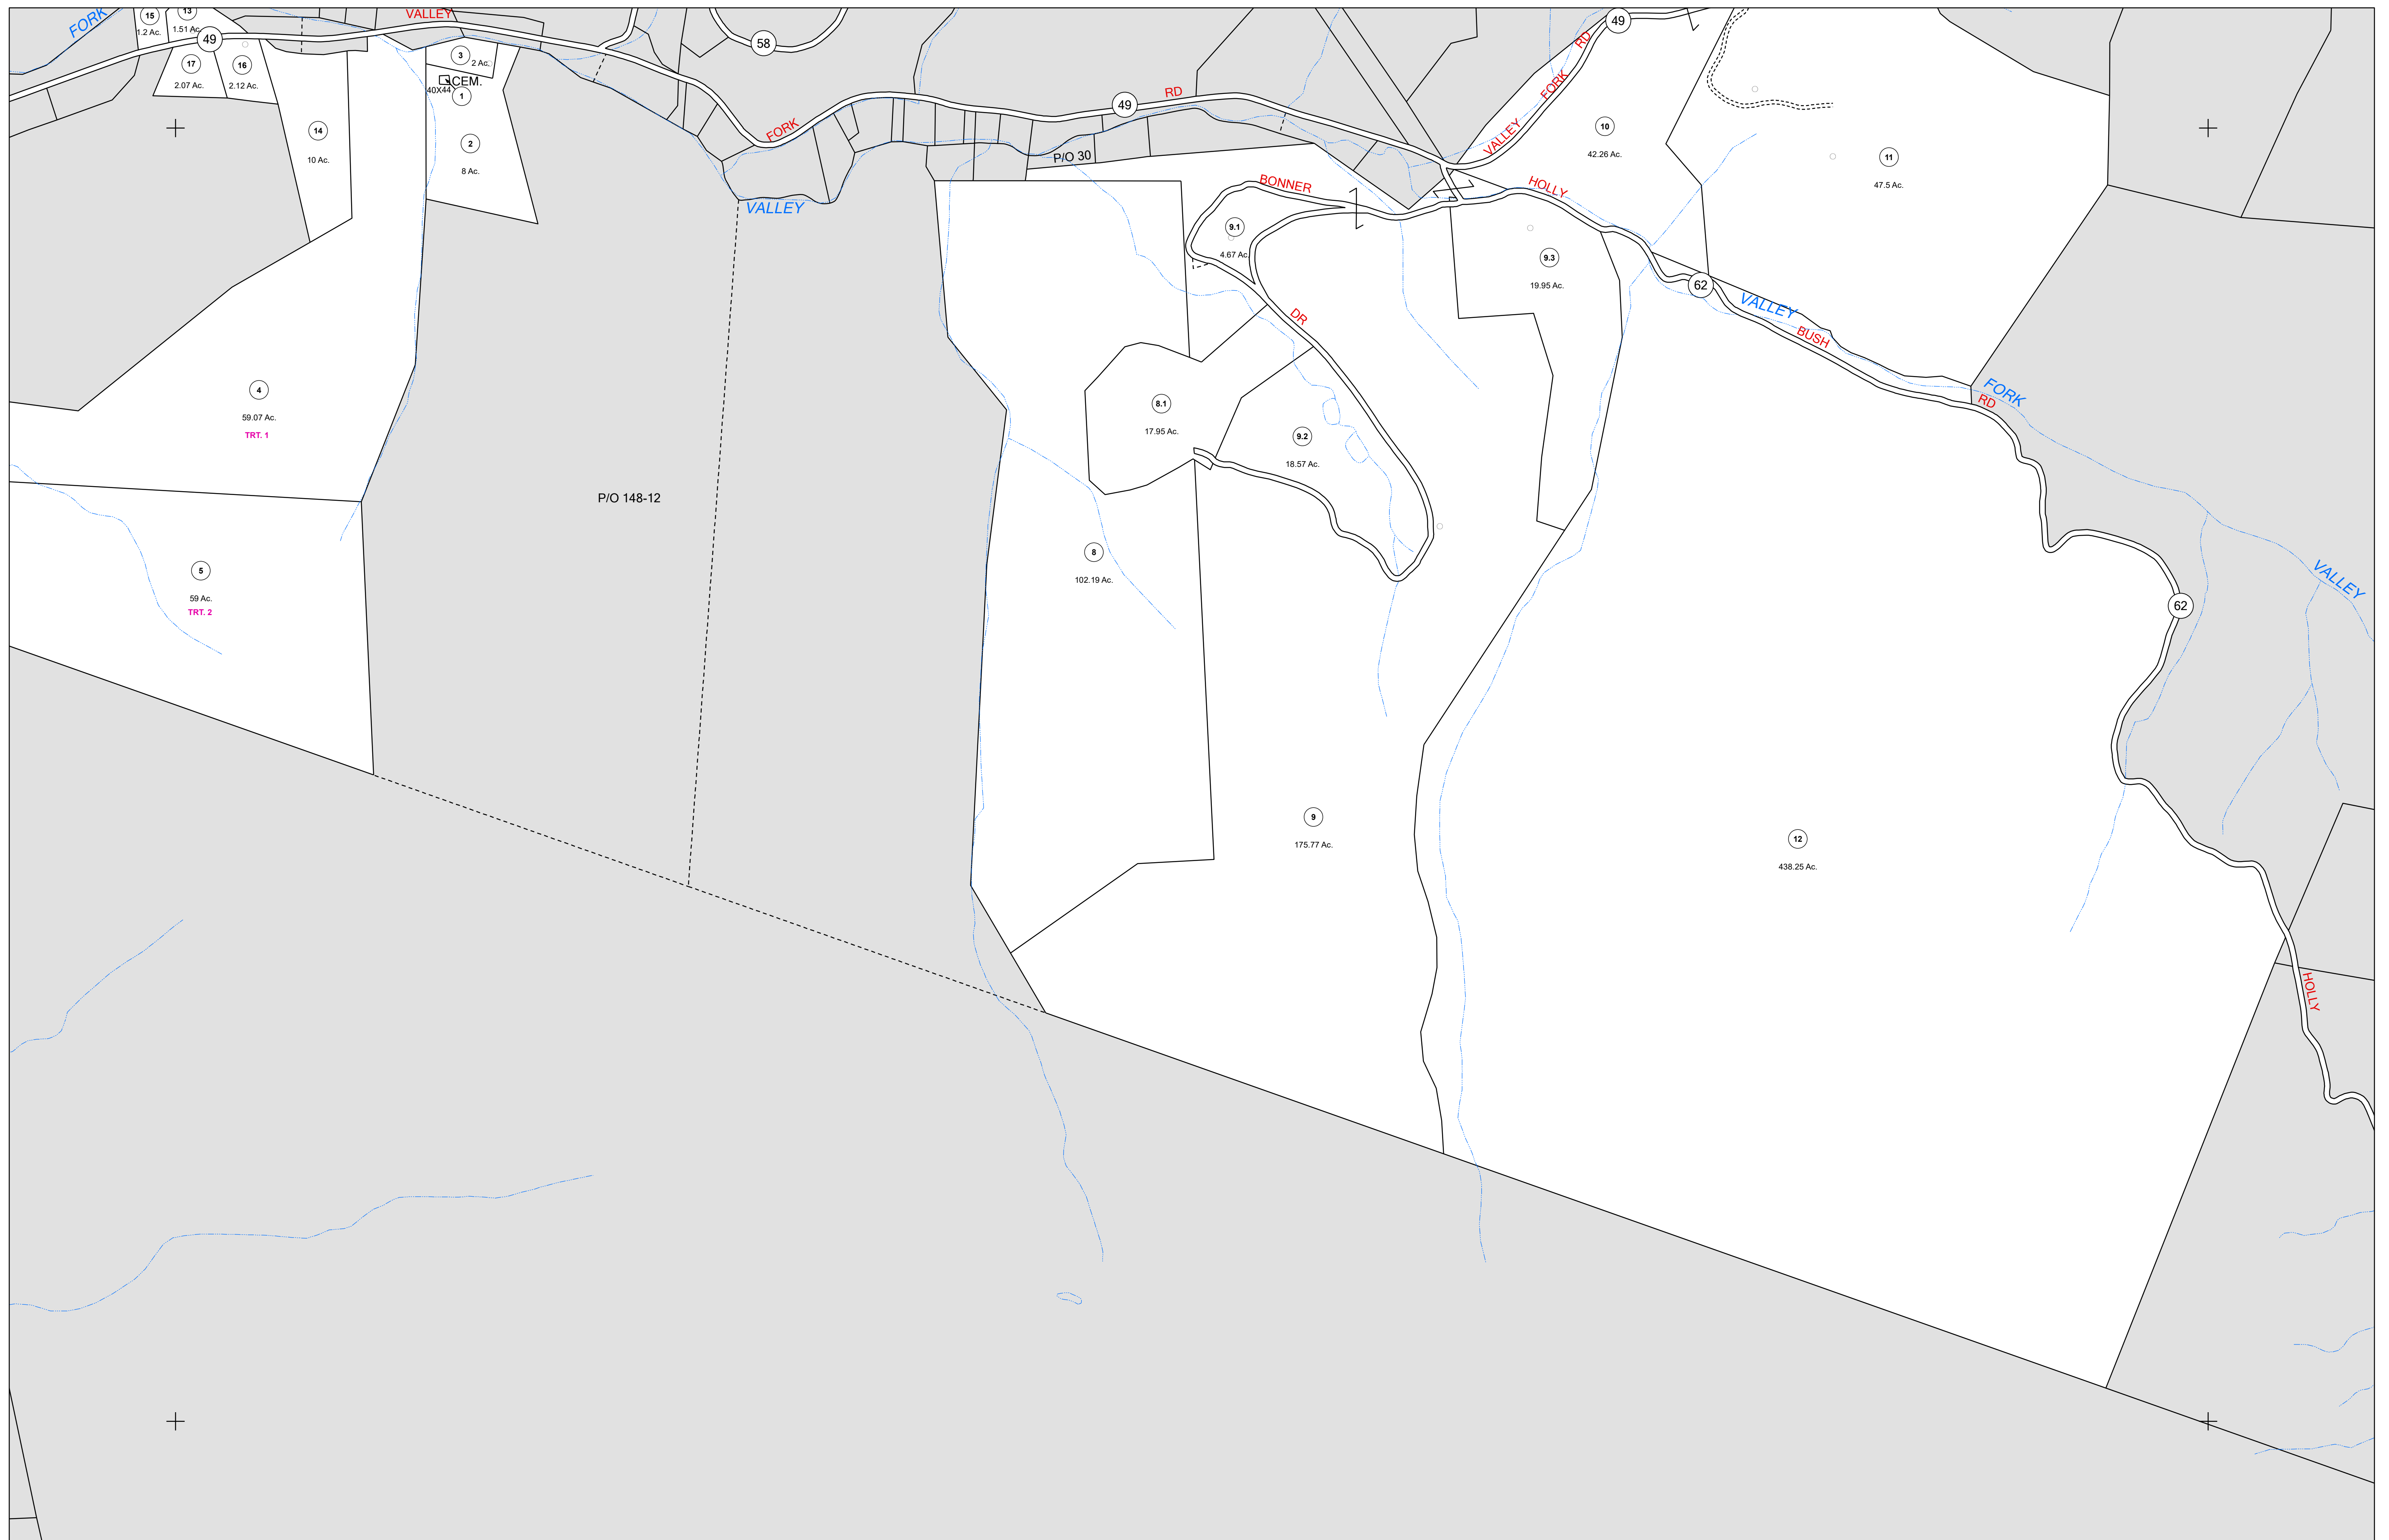 FORK
15
1.2 Ac.
13
1.51 Ac.
49
VALLEY
17
2.07 Ac.
16
2.12 Ac.
3
2 Ac.
CEM.
40X44
1
58
49
RD
FORK
49
RD
FORK
VALLEY
14
10 Ac.
2
8 Ac.
P/O 30
VALLEY
10
42.26 Ac.
11
47.5 Ac.
BONNER
HOLLY
9.1
4.67 Ac.
9.3
19.95 Ac.
62
VALLEY
BUSH
DR
FORK
RD
4
59.07 Ac.
TRT. 1
8.1
17.95 Ac.
9.2
18.57 Ac.
P/O 148-12
5
59 Ac.
TRT. 2
8
102.19 Ac.
VALLEY
62
9
175.77 Ac.
12
438.25 Ac.
HOLLY